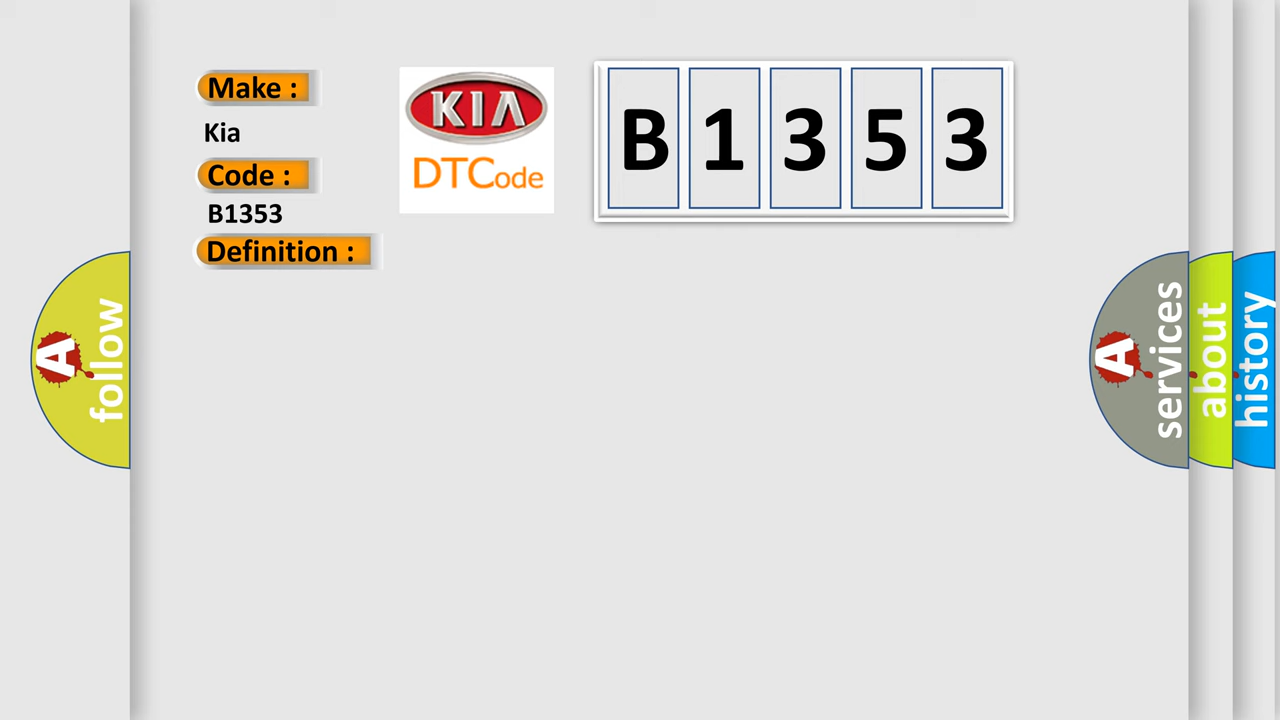 Make :
Kia
Code :
B1353
Definition :
KIA
DTCode
B 1 3 5 3
A follow
A services
about
history